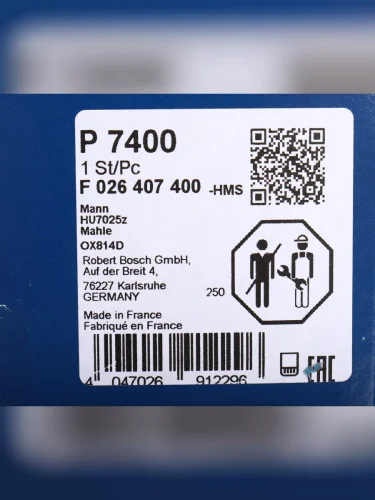 P 7400
1 St/Pc
F 026 407 400 -HMS
Mann
HU7025z
Mahle
OX814D
Robert Bosch GmbH,
Auf der Breit 4,
76227 Karlsruhe
GERMANY
250
Made in France
Fabriqué en France
4 047026 912296
EAC